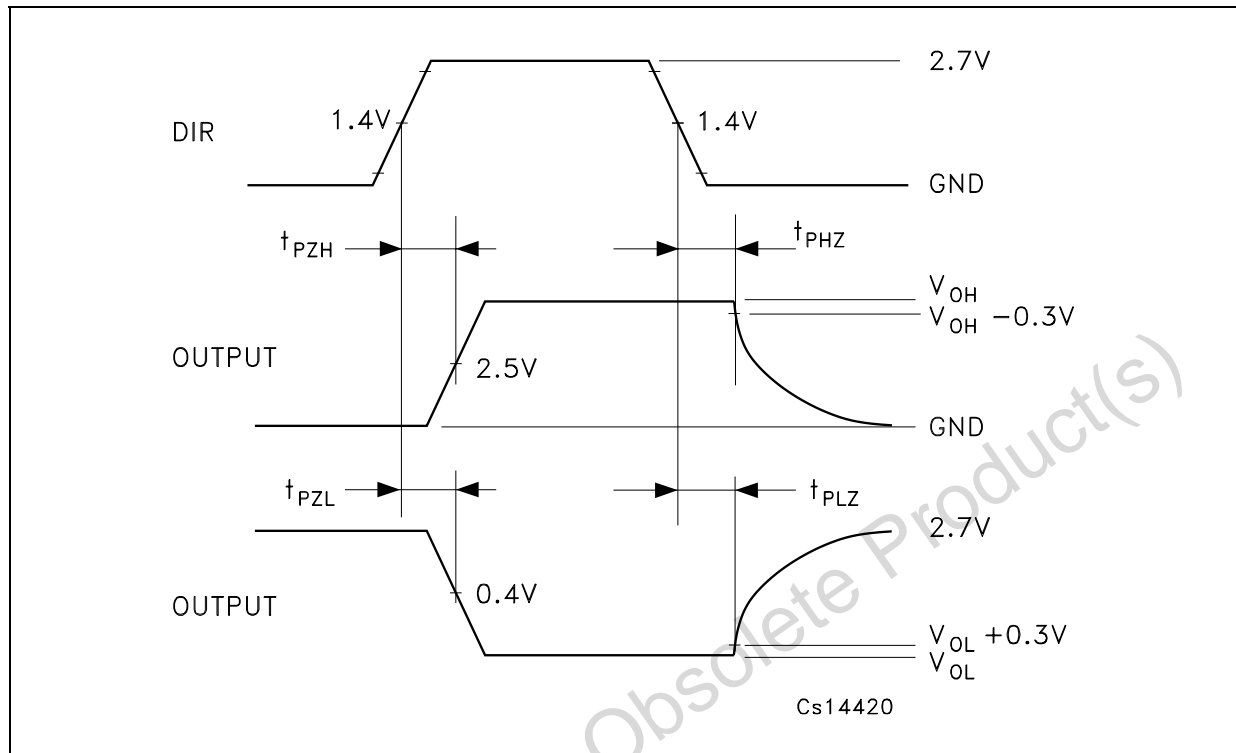 2.7V
1.4V
1.4V
DIR
GND
tPZH
tPHZ
VOH
VOH −0.3V
OUTPUT
2.5V
GND
tPZL
tPLZ
2.7V
0.4V
OUTPUT
VOL +0.3V
VOL
Cs14420
Obsolete Product(s)